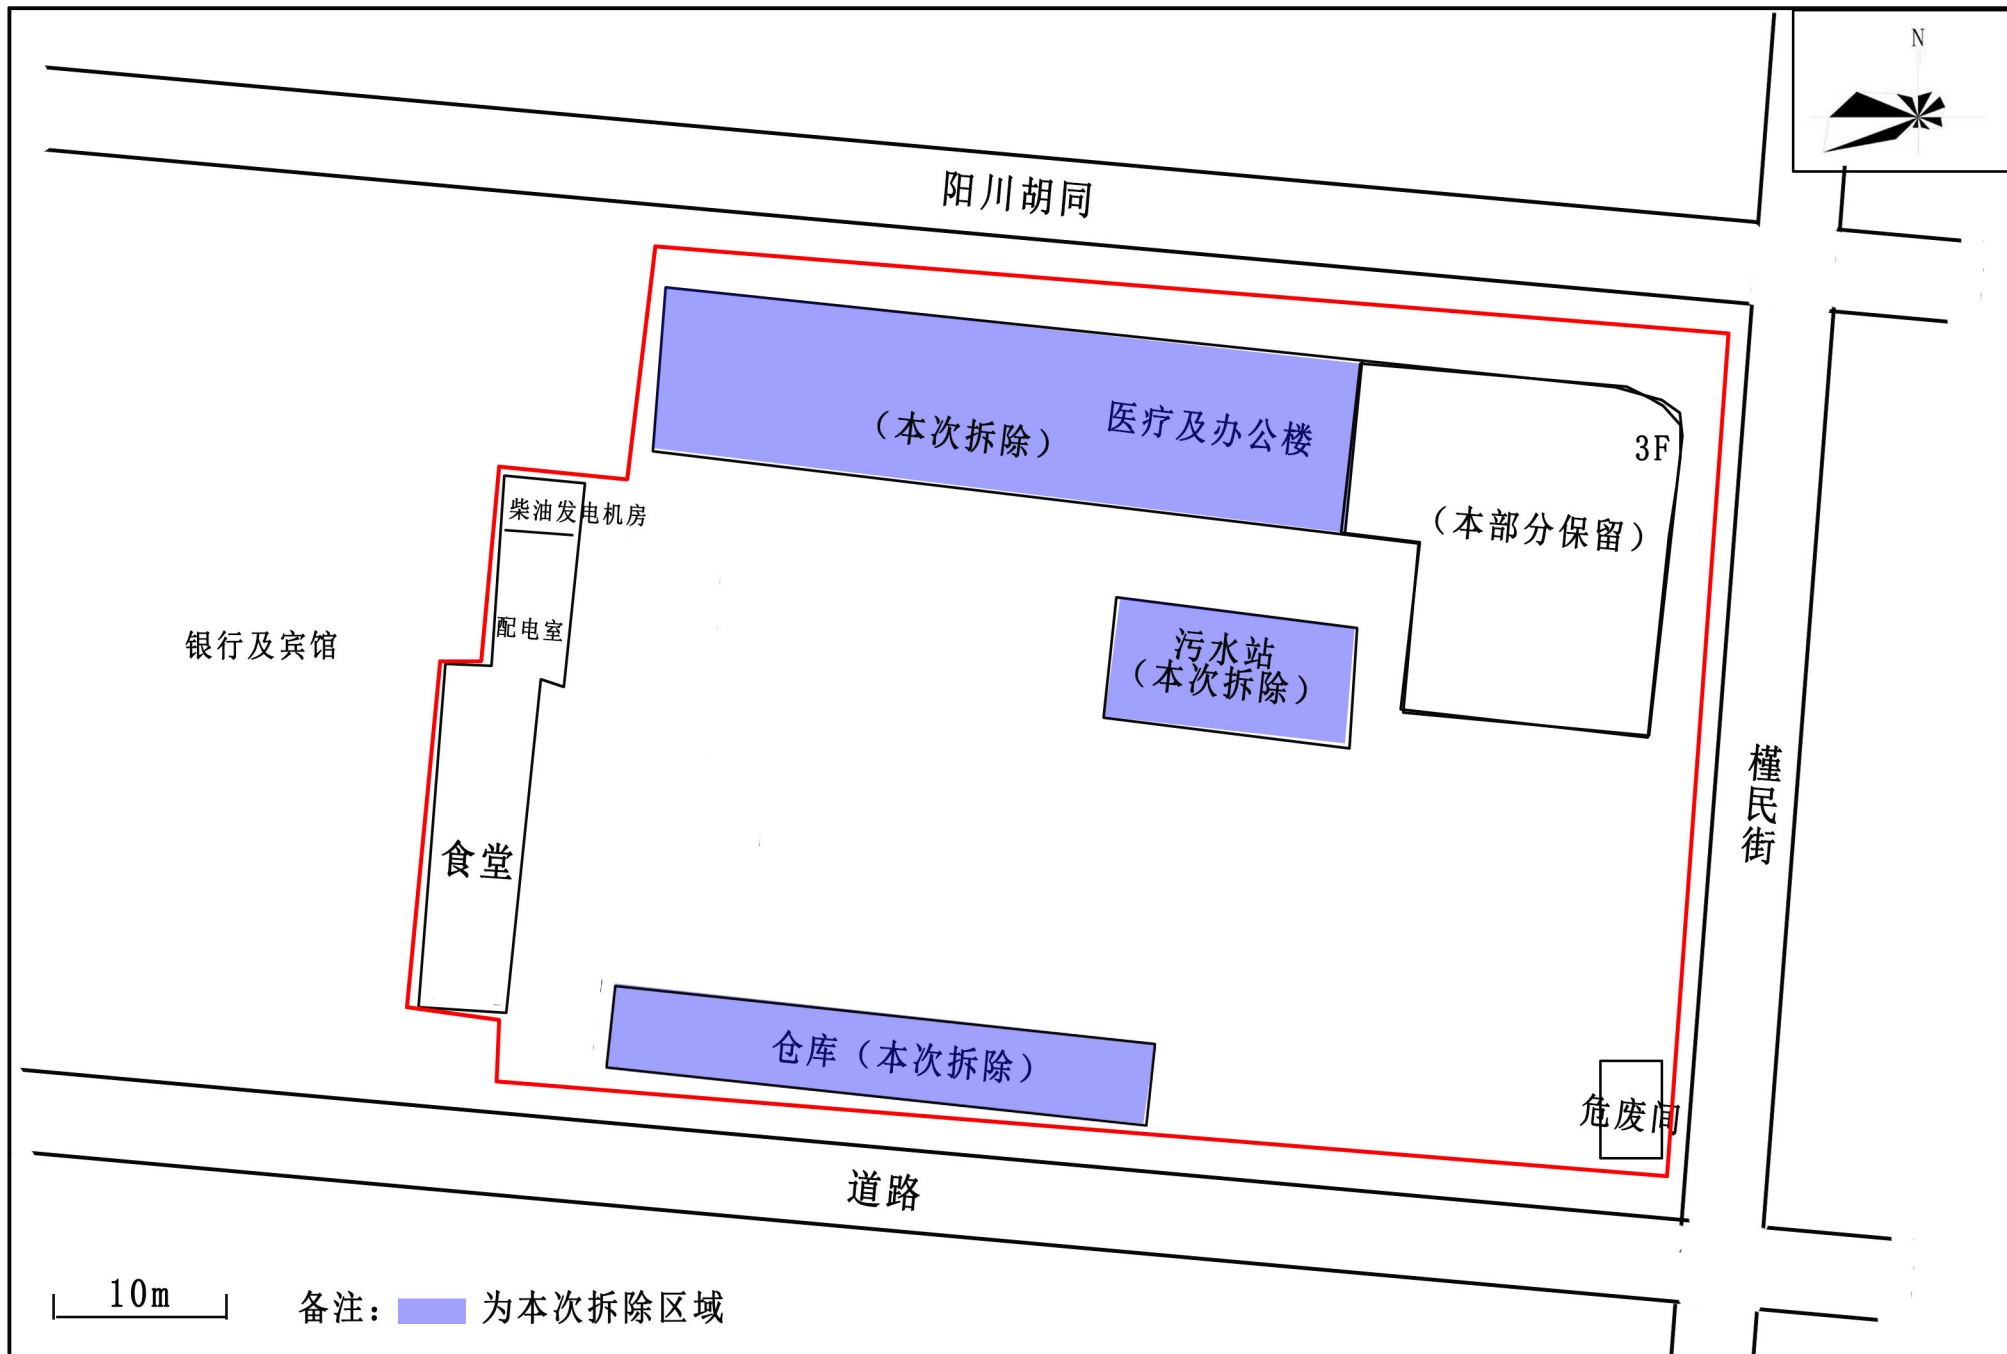 N
阳川胡同
医疗及办公楼
（本次拆除）
3F
（本部分保留）
柴油发电机房
配电室
银行及宾馆
污水站
（本次拆除）
槿民街
食堂
仓库（本次拆除）
危废间
道路
10m
备注：
为本次拆除区域